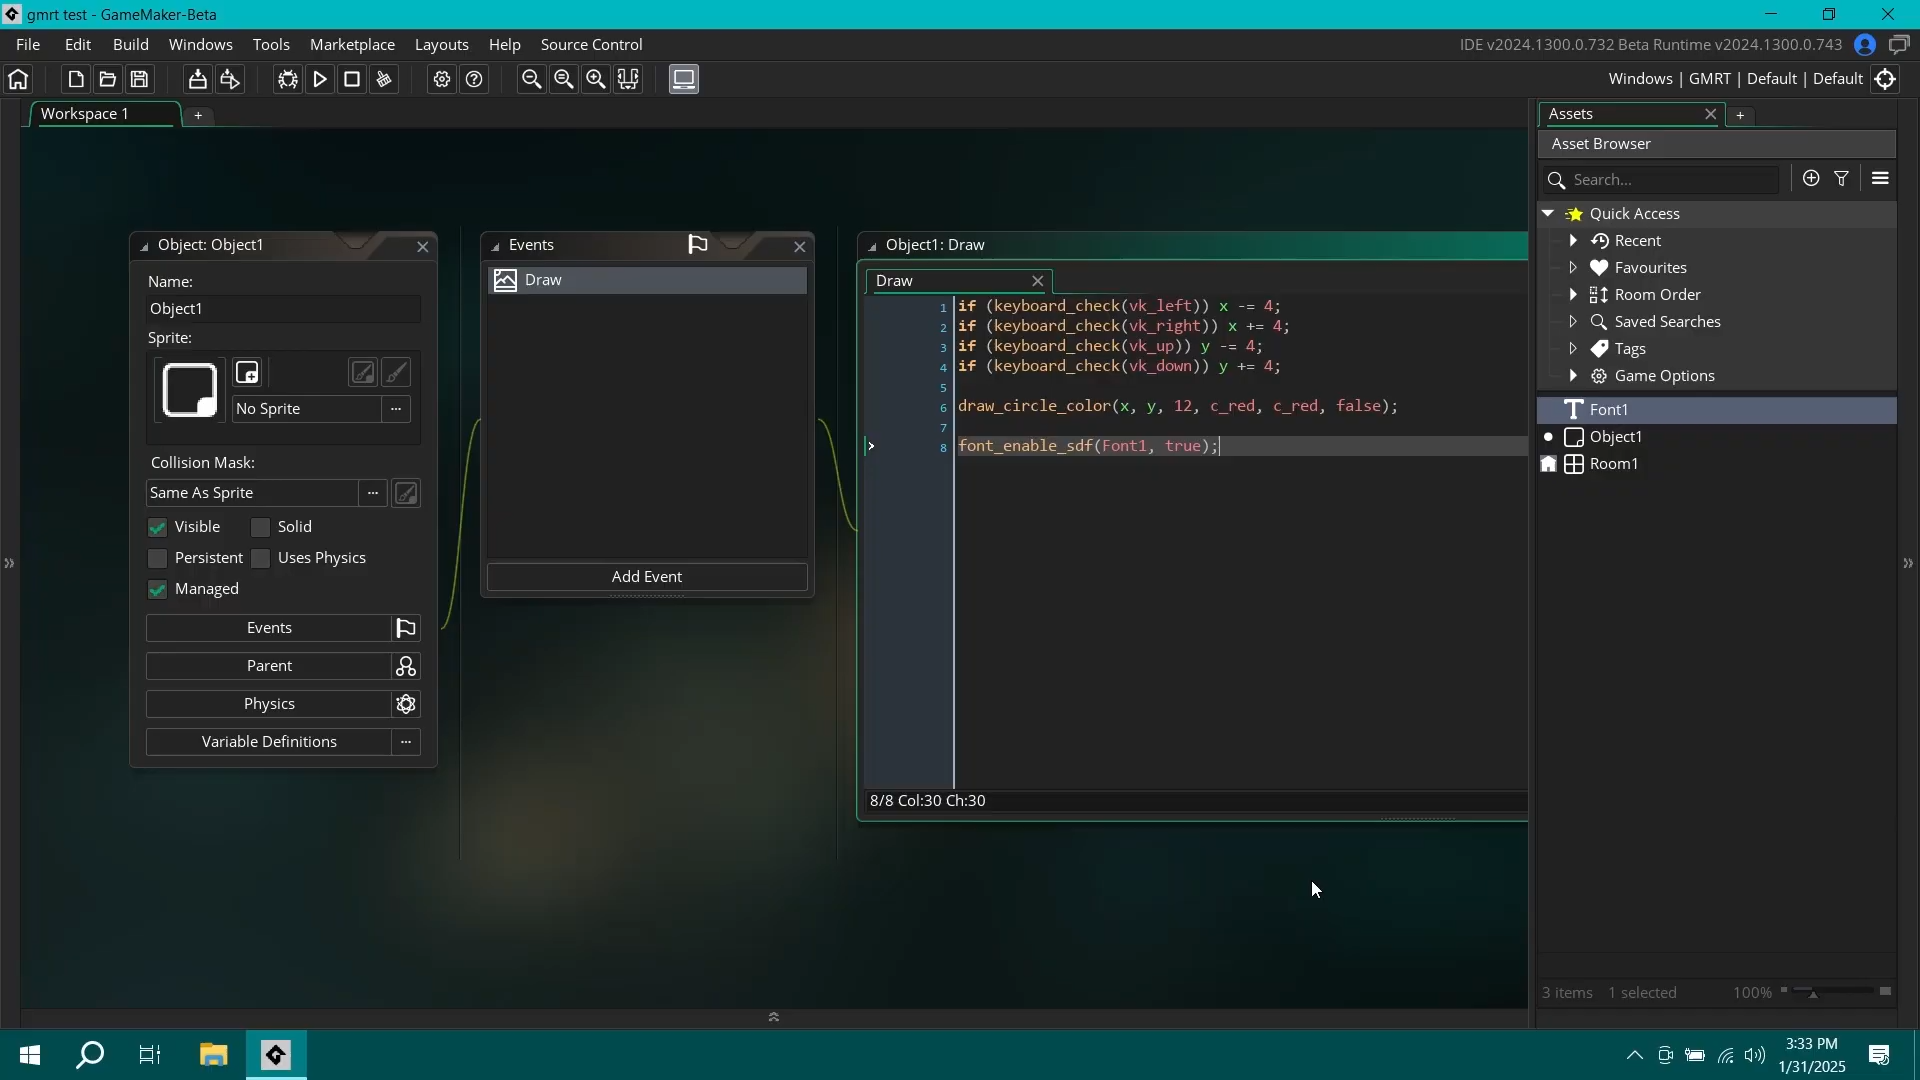 gmrt test - GameMaker-Beta
File Edit Build Windows Tools Marketplace Layouts Help Source Control
IDE v2024.1300.0.732 Beta Runtime v2024.1300.0.743
Windows | GMRT | Default | Default
Workspace 1
+
Object: Object1
Name:
Object1
Sprite:
No Sprite
...
Collision Mask:
Same As Sprite
...
Visible
Solid
Persistent
Uses Physics
Managed
Events
Parent
Physics
Variable Definitions
...
Events
Draw
Add Event
Object1: Draw
Draw
1 if (keyboard_check(vk_left)) x -= 4;
2 if (keyboard_check(vk_right)) x += 4;
3 if (keyboard_check(vk_up)) y -= 4;
4 if (keyboard_check(vk_down)) y += 4;
5
6 draw_circle_color(x, y, 12, c_red, c_red, false);
7
8 font_enable_sdf(Font1, true);
8/8 Col:30 Ch:30
Assets
+
Asset Browser
Search...
Quick Access
Recent
Favourites
Room Order
Saved Searches
Tags
Game Options
Font1
Object1
Room1
3 items 1 selected 100%
3:33 PM
1/31/2025